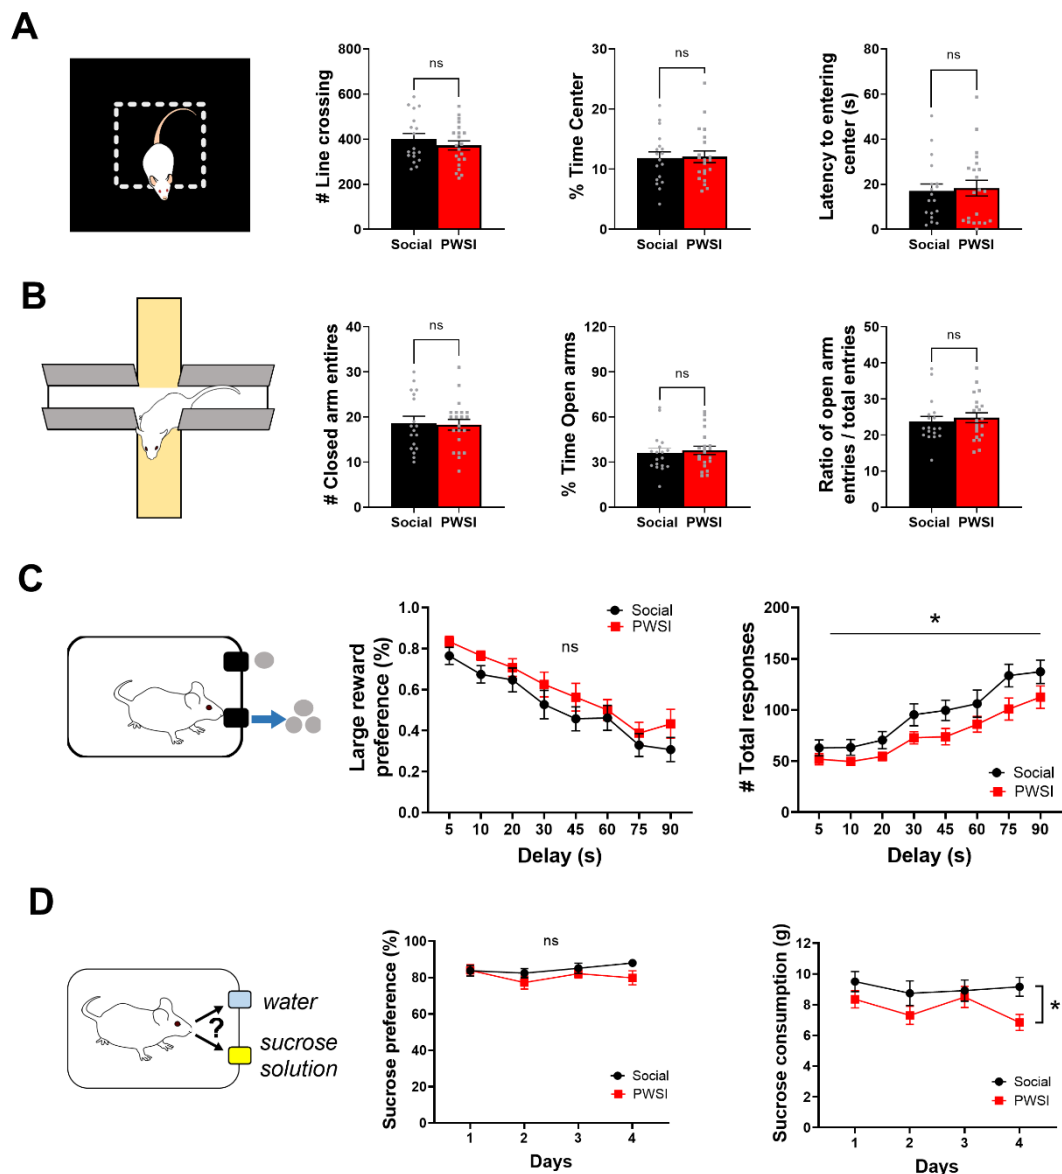 A
# Line crossing
800
600
400
200
0
ns
Social PWSI
% Time Center
30
20
10
0
ns
Social PWSI
Latency to entering
center (s)
80
60
40
20
0
ns
Social PWSI
B
# Closed arm entires
40
30
20
10
0
ns
Social PWSI
% Time Open arms
120
90
60
30
0
ns
Social PWSI
Ratio of open arm
entries / total entries
50
40
30
20
10
0
ns
Social PWSI
C
Large reward
preference (%)
1.0
0.8
0.6
0.4
0.2
0.0
Social
PWSI
ns
5 10 20 30 45 60 75 90
Delay (s)
# Total responses
200
150
100
50
0
*
Social
PWSI
5 10 20 30 45 60 75 90
Delay (s)
D
water
?
sucrose
solution
Sucrose preference (%)
100
80
60
40
20
0
ns
Social
PWSI
1 2 3 4
Days
Sucrose consumption (g)
12
10
8
6
4
2
0
*
Social
PWSI
1 2 3 4
Days